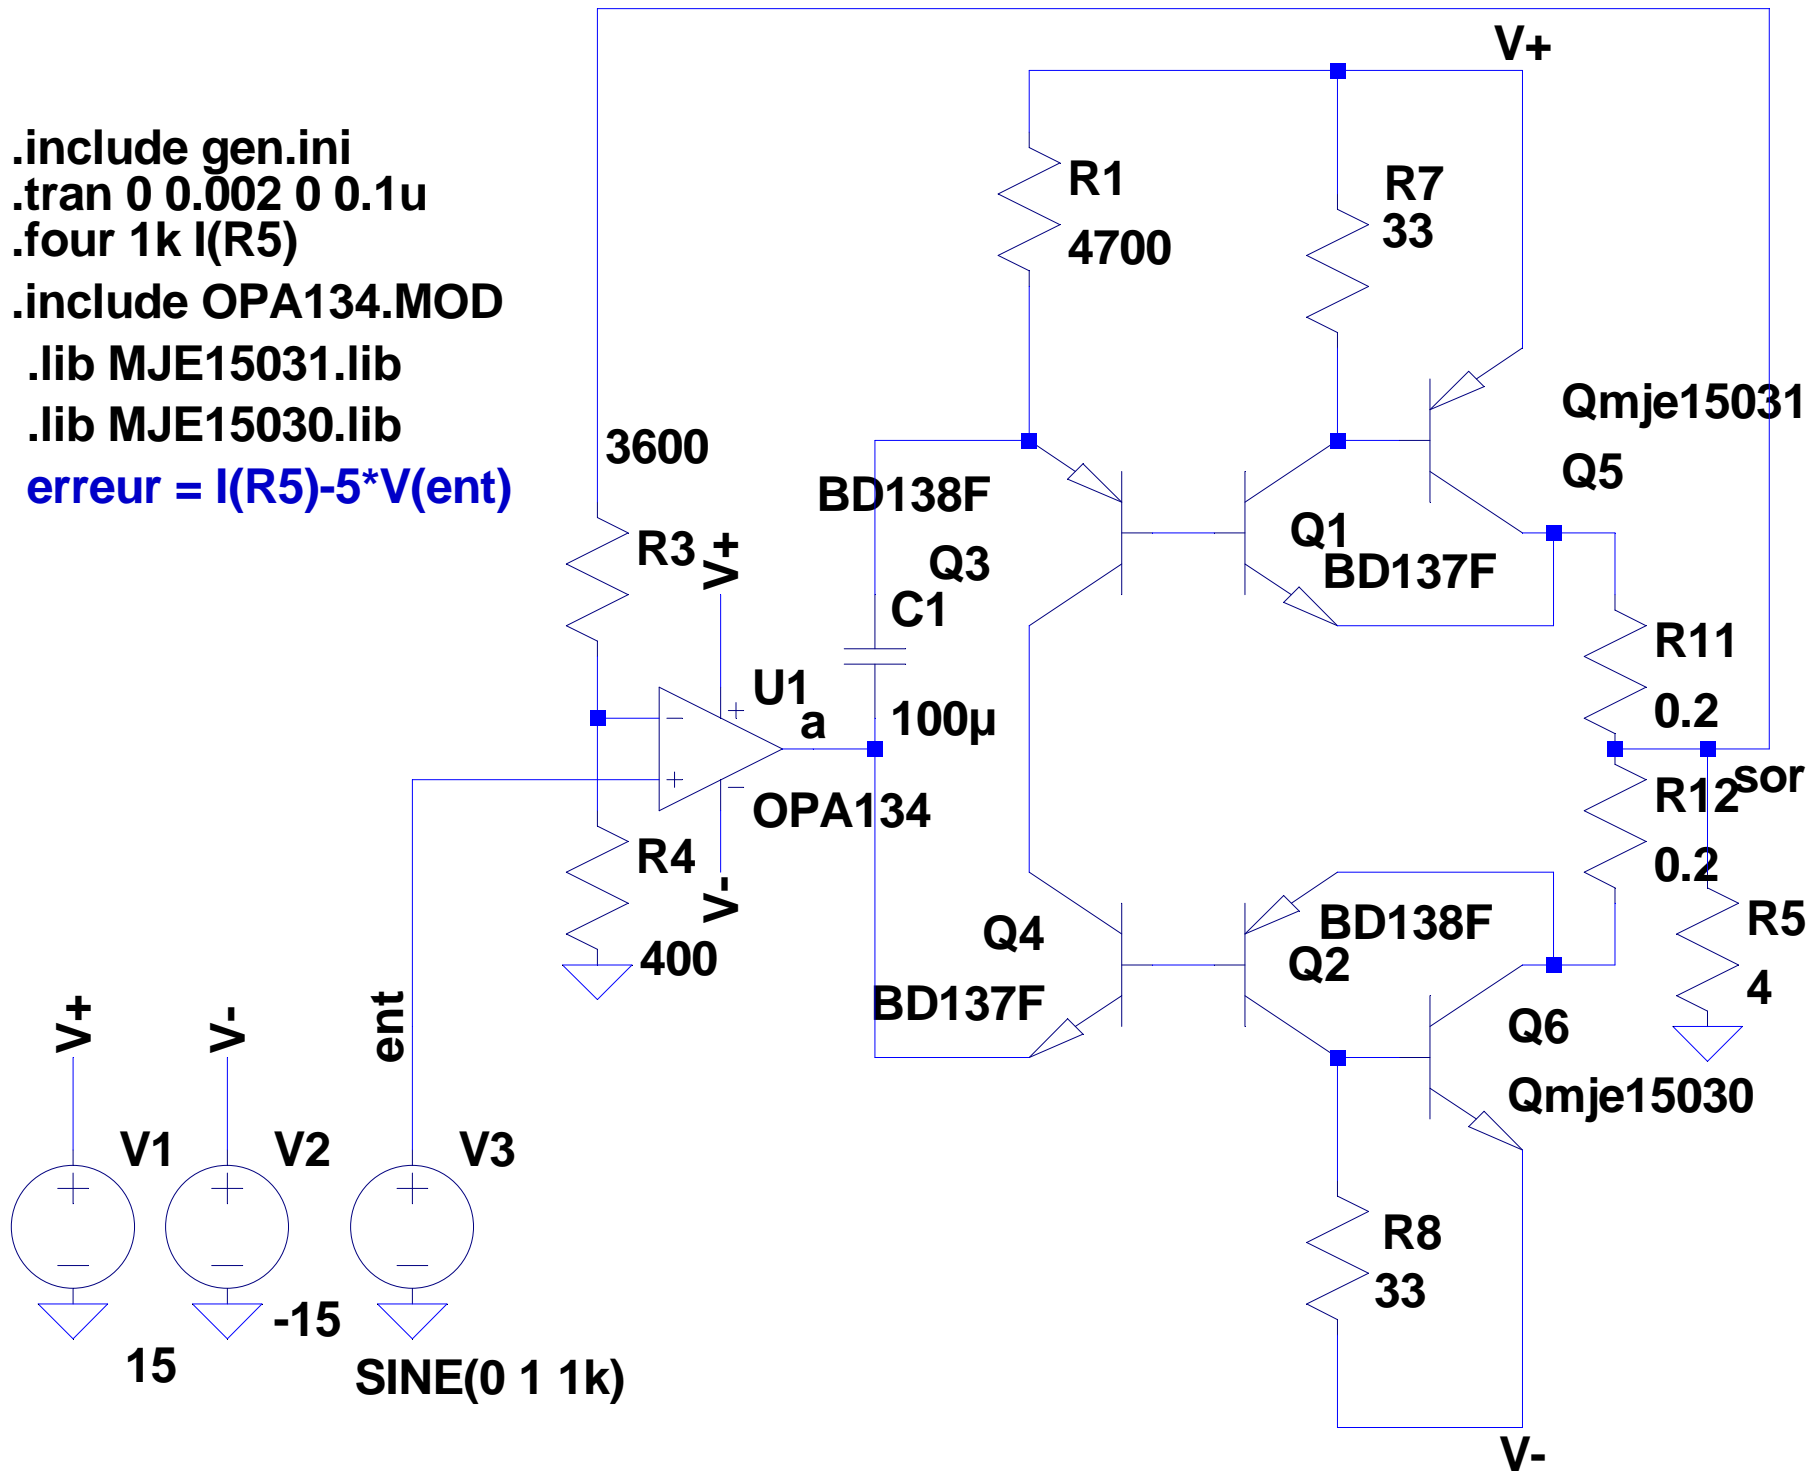 V+
.include gen.ini
.tran 0 0.002 0 0.1u
.four 1k I(R5)
.include OPA134.MOD
.lib MJE15031.lib
.lib MJE15030.lib
erreur = I(R5)-5*V(ent)
R1
4700
R7
33
Qmje15031
Q5
3600
R3
BD138F
Q3
Q1
BD137F
V+
C1
100µ
U1
a
OPA134
R11
0.2
sor
R12
0.2
R4
400
V-
Q4
BD137F
BD138F
Q2
R5
4
Q6
Qmje15030
V+
V-
ent
V1
15
V2
-15
V3
SINE(0 1 1k)
R8
33
V-